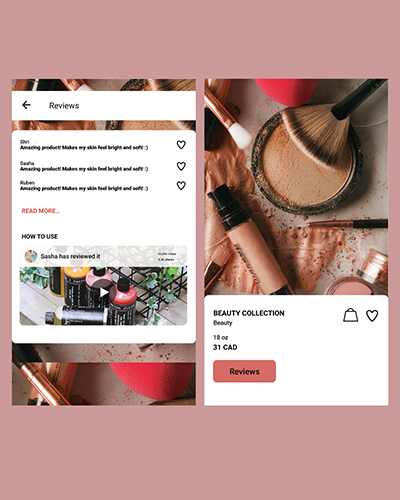 Reviews
Shri
Amazing product! Makes my skin feel bright and soft! :)
Sasha
Amazing product! Makes my skin feel bright and soft! :)
Ruben
Amazing product! Makes my skin feel bright and soft! :)
READ MORE...
HOW TO USE
Sasha has reviewed it
BEAUTY COLLECTION
Beauty
18 oz
31 CAD
Reviews